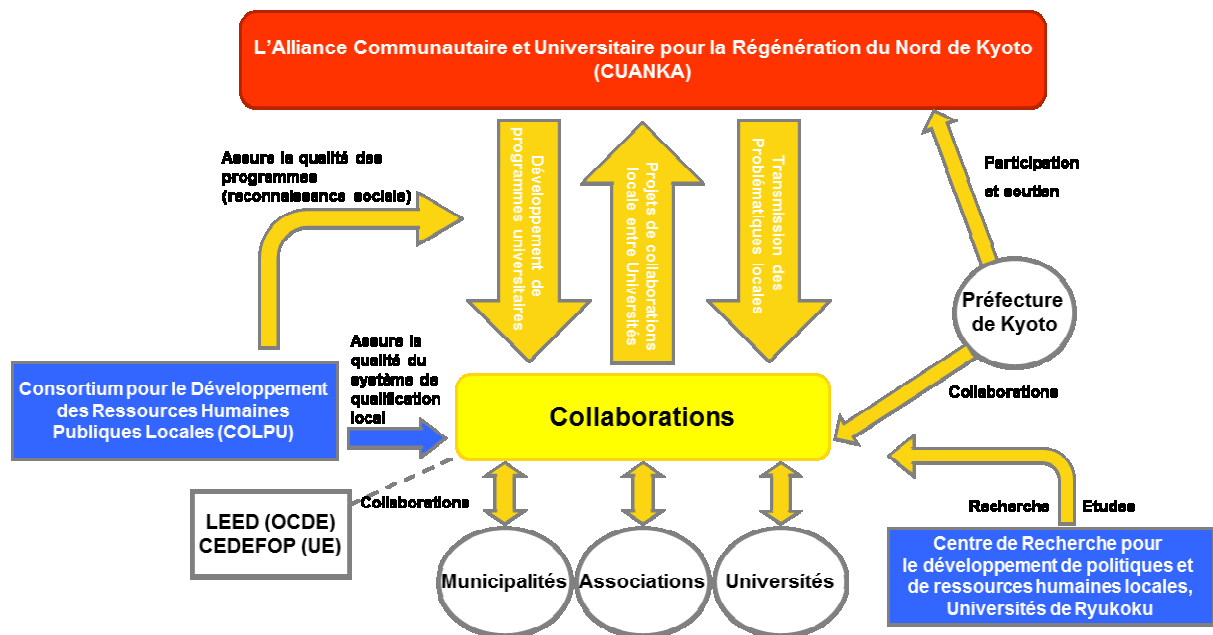 L'Alliance Communautaire et Universitaire pour la Régénération du Nord de Kyoto
(CUANKA)
Assure la qualité des
programmes
(reconnaissance sociale)
Développement de
programmes universitaires
Projets de collaborations
locale entre Universités
Transmission des
Problématiques locales
Participation
et soutien
Préfecture
de Kyoto
Collaborations
Assure la
qualité du
système de
qualification
local
Consortium pour le Développement
des Ressources Humaines
Publiques Locales (COLPU)
Collaborations
LEED (OCDE)
CEDEFOP (UE)
Collaborations
Municipalités
Associations
Universités
Recherche Etudes
Centre de Recherche pour
le développement de politiques et
de ressources humaines locales,
Universités de Ryukoku